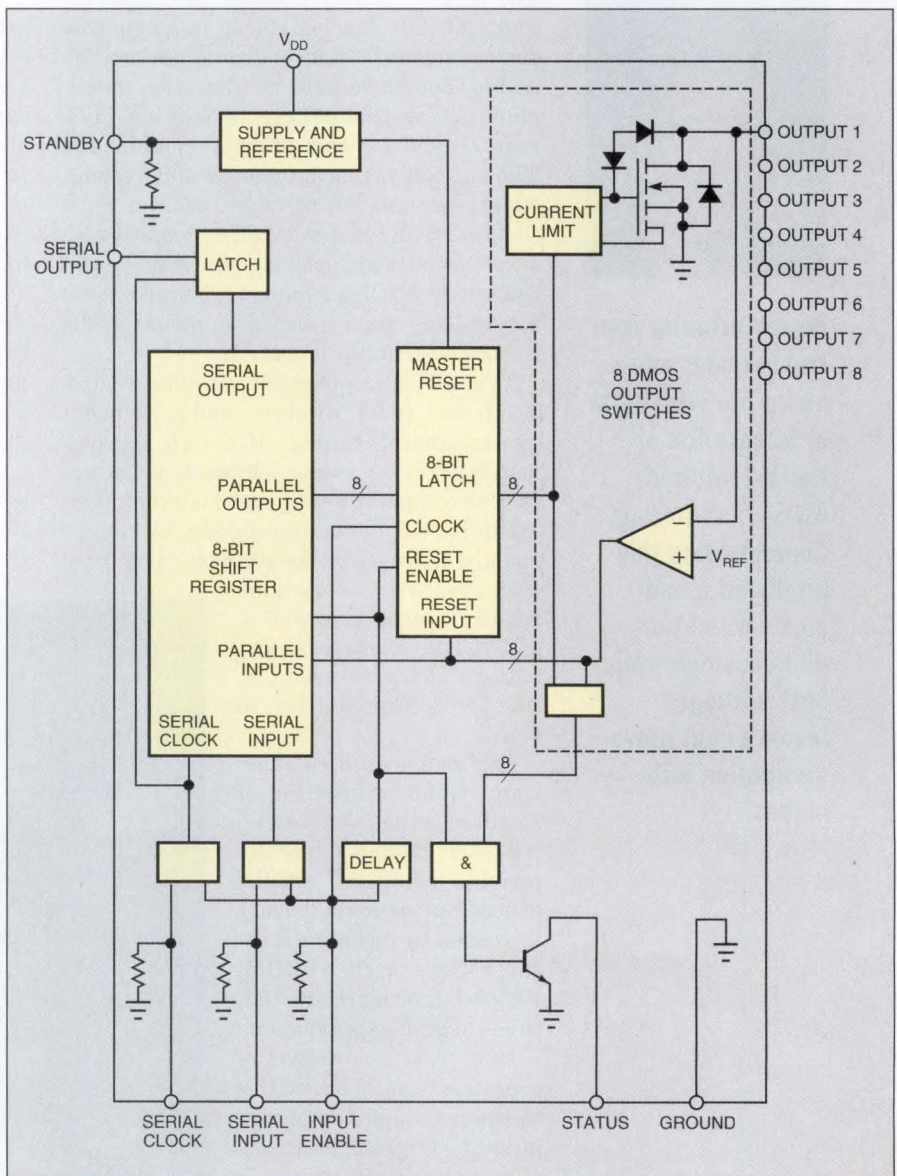 V_DD
STANDBY
SUPPLY AND
REFERENCE
OUTPUT 1
OUTPUT 2
OUTPUT 3
OUTPUT 4
OUTPUT 5
OUTPUT 6
OUTPUT 7
OUTPUT 8
CURRENT
LIMIT
SERIAL
OUTPUT
LATCH
SERIAL
OUTPUT
MASTER
RESET
8 DMOS
OUTPUT
SWITCHES
PARALLEL
OUTPUTS
8
8-BIT
LATCH
8
8-BIT
SHIFT
REGISTER
CLOCK
RESET
ENABLE
RESET
INPUT
−
+
V_REF
PARALLEL
INPUTS
8
SERIAL
CLOCK
SERIAL
INPUT
8
DELAY
&
SERIAL
CLOCK
SERIAL
INPUT
INPUT
ENABLE
STATUS
GROUND